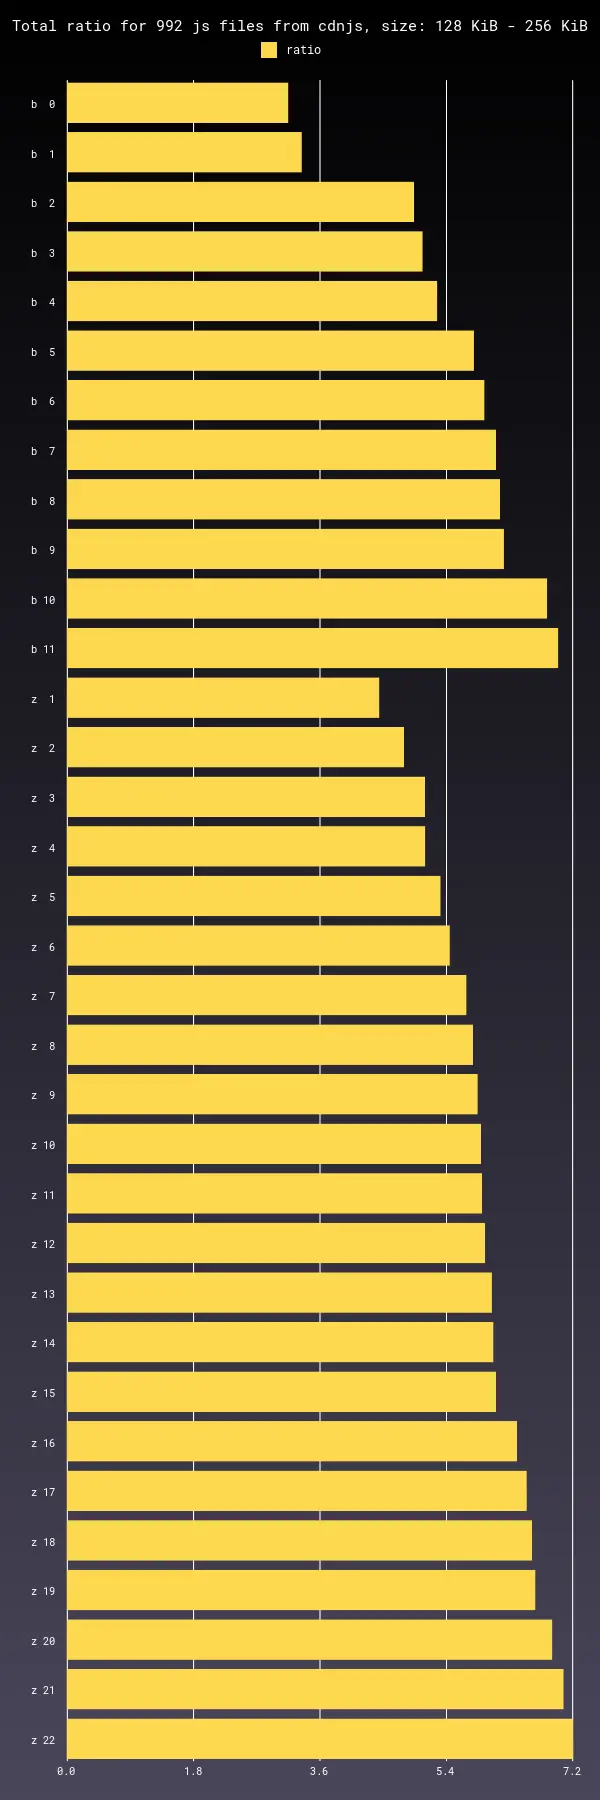 Total ratio for 992 js files from cdnjs, size: 128 KiB - 256 KiB
ratio
b  0
b  1
b  2
b  3
b  4
b  5
b  6
b  7
b  8
b  9
b 10
b 11
z  1
z  2
z  3
z  4
z  5
z  6
z  7
z  8
z  9
z 10
z 11
z 12
z 13
z 14
z 15
z 16
z 17
z 18
z 19
z 20
z 21
z 22
0.0 1.8 3.6 5.4 7.2